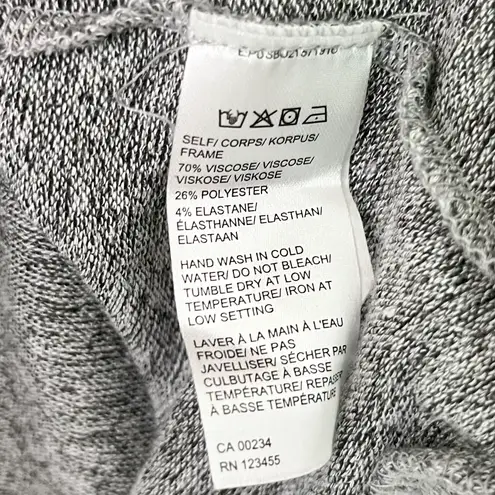 SELF/ CORPS/ KORPUS/
FRAME
70% VISCOSE/ VISCOSE/
VISKOSE/ VISKOSE
26% POLYESTER
4% ELASTANE/
ÉLASTHANNE/ ELASTHAN/
ELASTAAN
HAND WASH IN COLD
WATER/ DO NOT BLEACH/
TUMBLE DRY AT LOW
TEMPERATURE/ IRON AT
LOW SETTING
LAVER À LA MAIN À L'EAU
FROIDE/ NE PAS
JAVELLISER/ SÉCHER PAR
CULBUTAGE À BASSE
TEMPÉRATURE/ REPASER
À BASSE TEMPÉRATURE
CA 00234
RN 123455